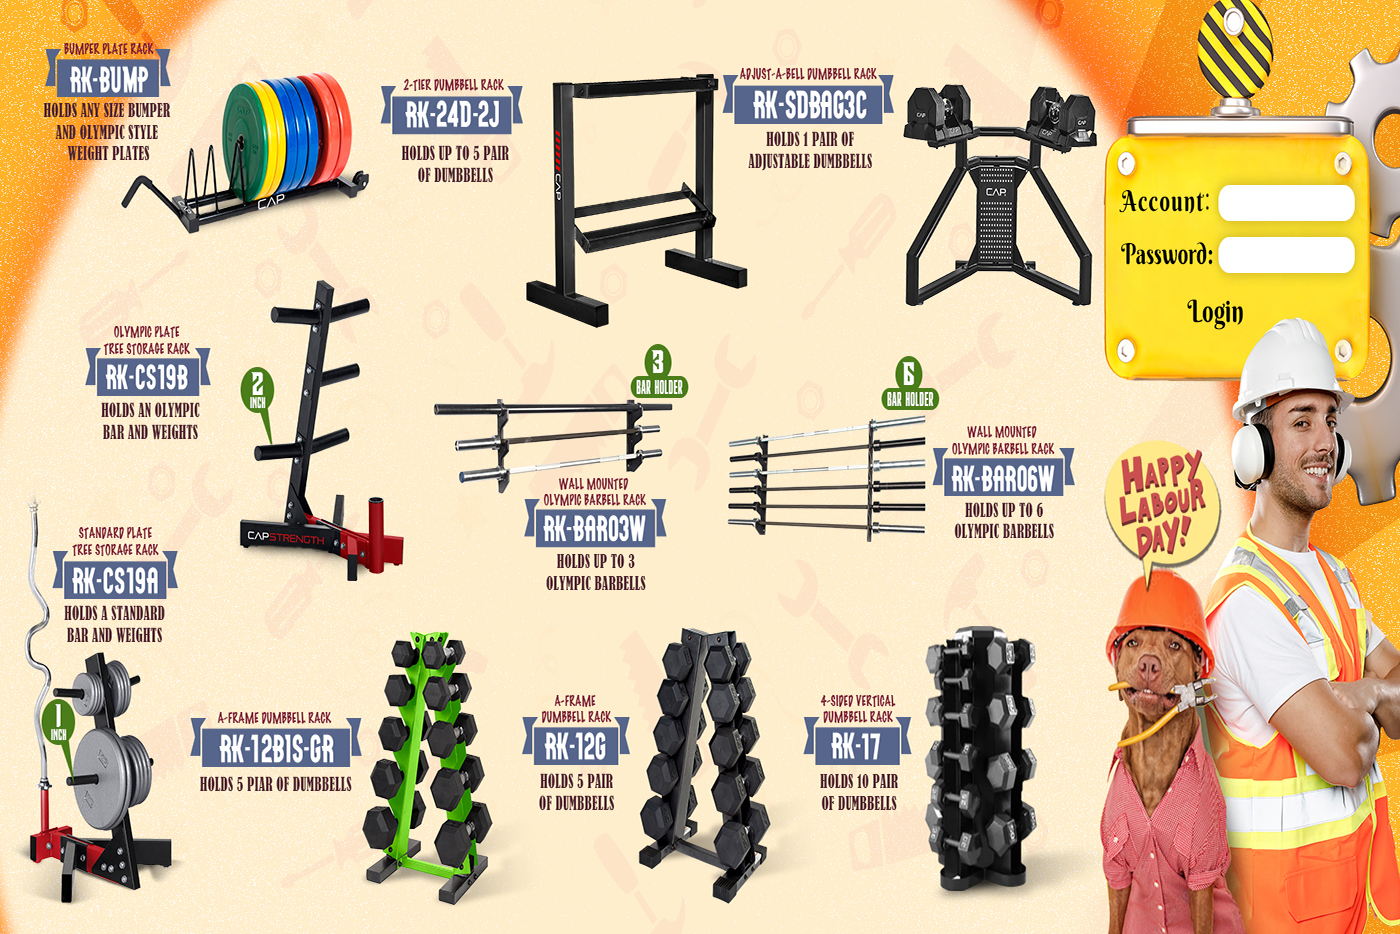 BUMPER PLATE RACK
RK-BUMP
HOLDS ANY SIZE BUMPER
AND OLYMPIC STYLE
WEIGHT PLATES
CAP
2-TIER DUMBBELL RACK
RK-24D-2J
HOLDS UP TO 5 PAIR
OF DUMBBELLS
CAP
ADJUST-A-BELL DUMBBELL RACK
RK-SDBAG3C
HOLDS 1 PAIR OF
ADJUSTABLE DUMBBELLS
CAP
CAP
CAP
Account:
Password:
Login
OLYMPIC PLATE
TREE STORAGE RACK
RK-CS19B
HOLDS AN OLYMPIC
BAR AND WEIGHTS
2
INCH
CAPSTRENGTH
3
BAR HOLDER
WALL MOUNTED
OLYMPIC BARBELL RACK
RK-BAR03W
HOLDS UP TO 3
OLYMPIC BARBELLS
6
BAR HOLDER
WALL MOUNTED
OLYMPIC BARBELL RACK
RK-BAR06W
HOLDS UP TO 6
OLYMPIC BARBELLS
HAPPY
LABOUR
DAY!
STANDARD PLATE
TREE STORAGE RACK
RK-CS19A
HOLDS A STANDARD
BAR AND WEIGHTS
1
INCH
A-FRAME DUMBBELL RACK
RK-12B1S-GR
HOLDS 5 PIAR OF DUMBBELLS
A-FRAME
DUMBBELL RACK
RK-12G
HOLDS 5 PAIR
OF DUMBBELLS
4-SIDED VERTICAL
DUMBBELL RACK
RK-17
HOLDS 10 PAIR
OF DUMBBELLS